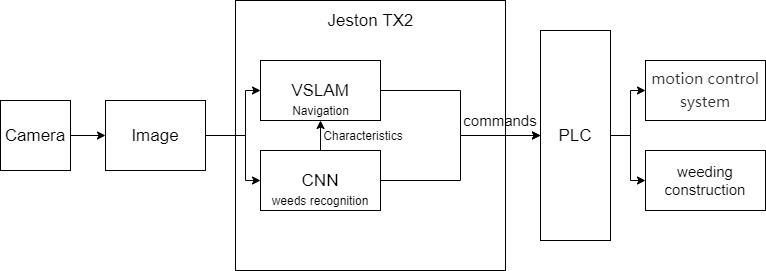 Jeston TX2
Camera
Image
VSLAM
Navigation
Characteristics
CNN
weeds recognition
commands
PLC
motion control
system
weeding
construction